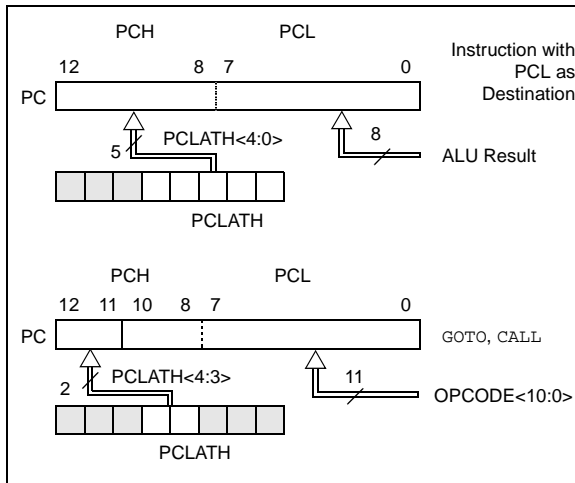 PCH PCL
12 8 7 0
Instruction with
PCL as
Destination
PC
PCLATH<4:0>
5
8
ALU Result
PCLATH
PCH PCL
12 11 10 8 7 0
PC
GOTO, CALL
PCLATH<4:3>
2
11
OPCODE<10:0>
PCLATH